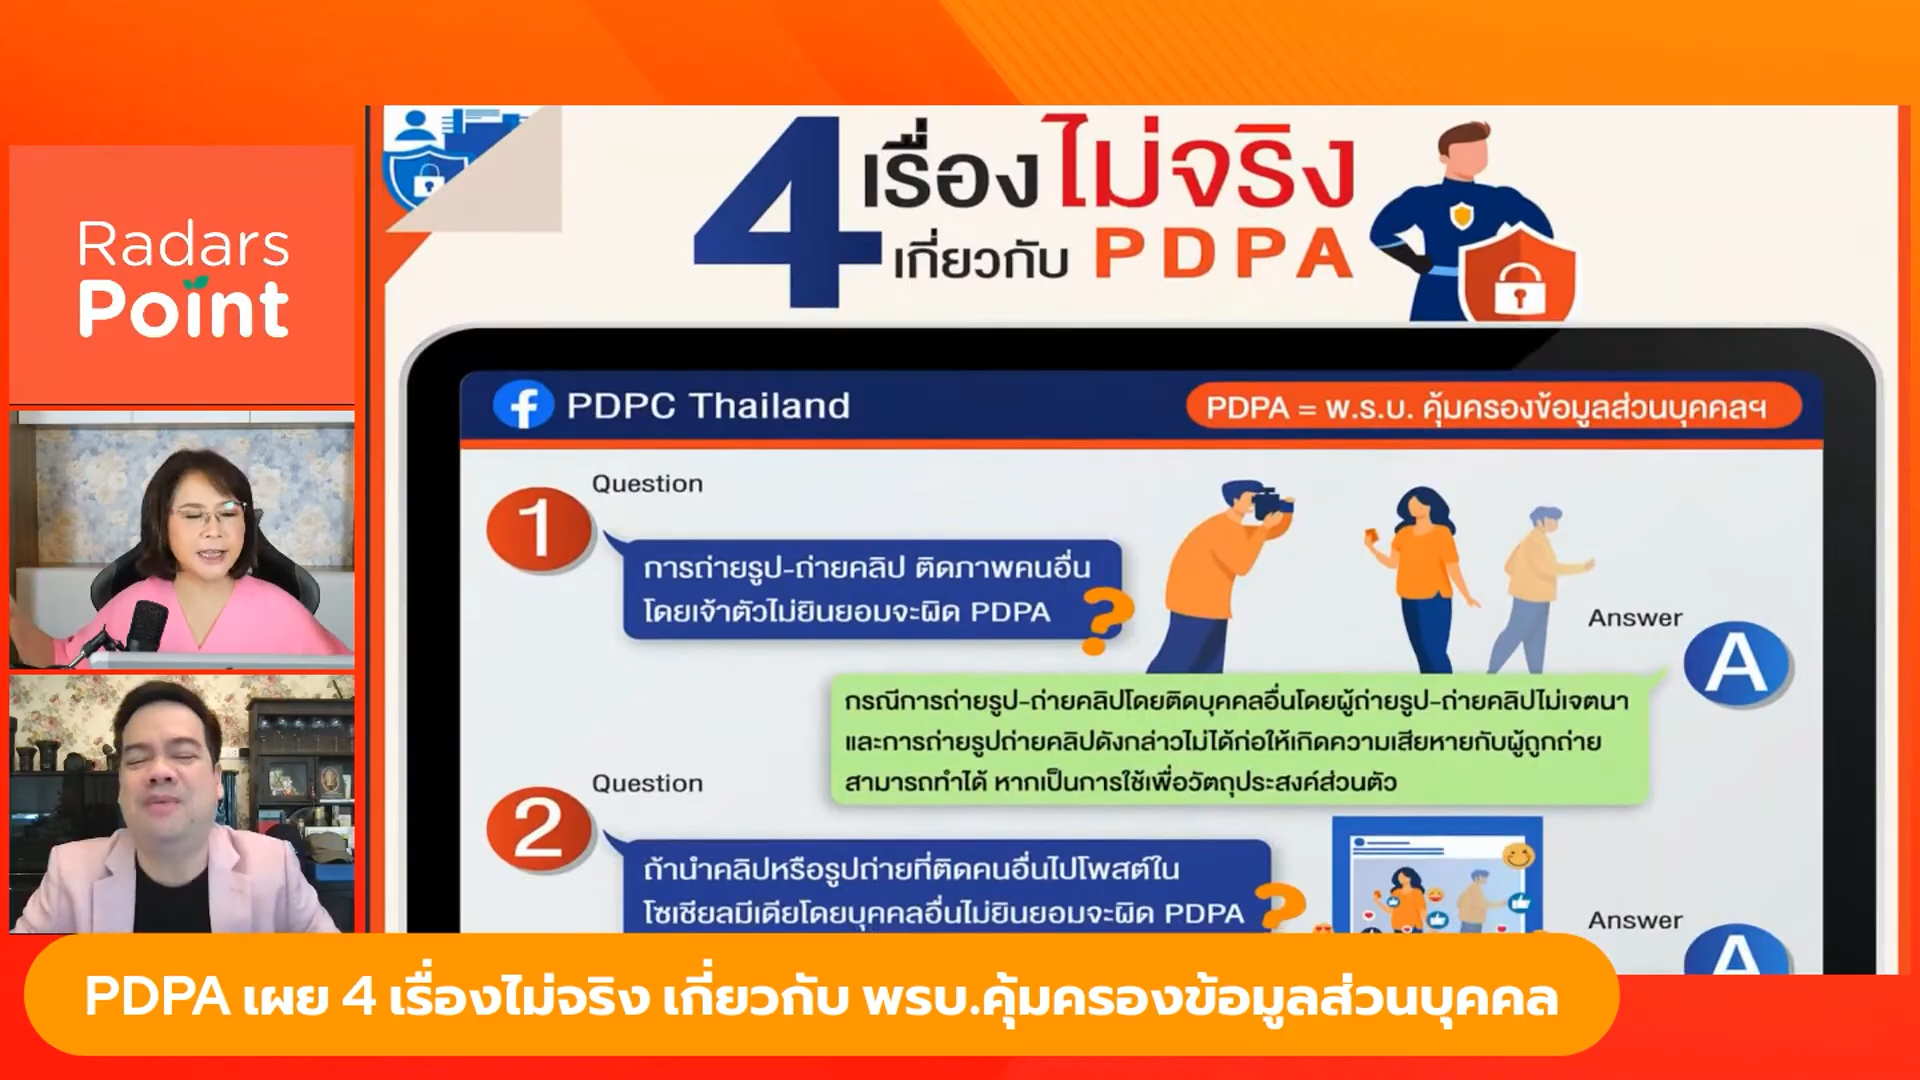 4 เรื่องไม่จริง
เกี่ยวกับ PDPA
Radars
Point
PDPC Thailand
PDPA = พ.ร.บ. คุ้มครองข้อมูลส่วนบุคคลฯ
1
Question
การถ่ายรูป-ถ่ายคลิป ติดภาพคนอื่น
โดยเจ้าตัวไม่ยินยอมจะผิด PDPA
?
Answer
A
กรณีการถ่ายรูป-ถ่ายคลิปโดยติดบุคคลอื่นโดยผู้ถ่ายรูป-ถ่ายคลิปไม่เจตนา
และการถ่ายรูปถ่ายคลิปดังกล่าวไม่ได้ก่อให้เกิดความเสียหายกับผู้ถูกถ่าย
สามารถทำได้ หากเป็นการใช้เพื่อวัตถุประสงค์ส่วนตัว
2
Question
ถ้านำคลิปหรือรูปถ่ายที่ติดคนอื่นไปโพสต์ใน
โซเชียลมีเดียโดยบุคคลอื่นไม่ยินยอมจะผิด PDPA
?
Answer
A
PDPA เผย 4 เรื่องไม่จริง เกี่ยวกับ พรบ.คุ้มครองข้อมูลส่วนบุคคล